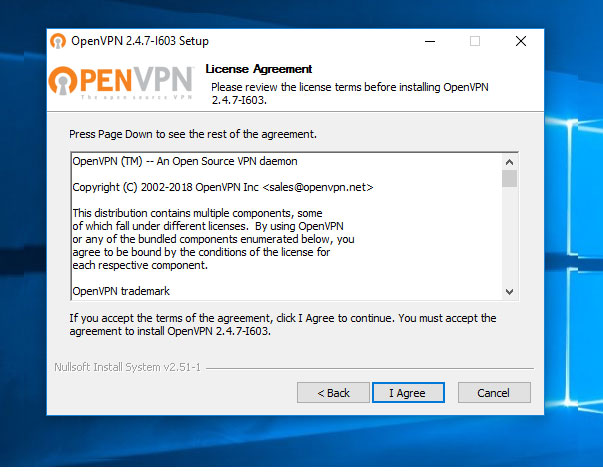 OpenVPN 2.4.7-I603 Setup
OPENVPN™
The open source VPN
License Agreement
Please review the license terms before installing OpenVPN
2.4.7-I603.
Press Page Down to see the rest of the agreement.
OpenVPN (TM) -- An Open Source VPN daemon
Copyright (C) 2002-2018 OpenVPN Inc <sales@openvpn.net>
This distribution contains multiple components, some
of which fall under different licenses.  By using OpenVPN
or any of the bundled components enumerated below, you
agree to be bound by the conditions of the license for
each respective component.
OpenVPN trademark
If you accept the terms of the agreement, click I Agree to continue. You must accept the
agreement to install OpenVPN 2.4.7-I603.
Nullsoft Install System v2.51-1
< Back
I Agree
Cancel